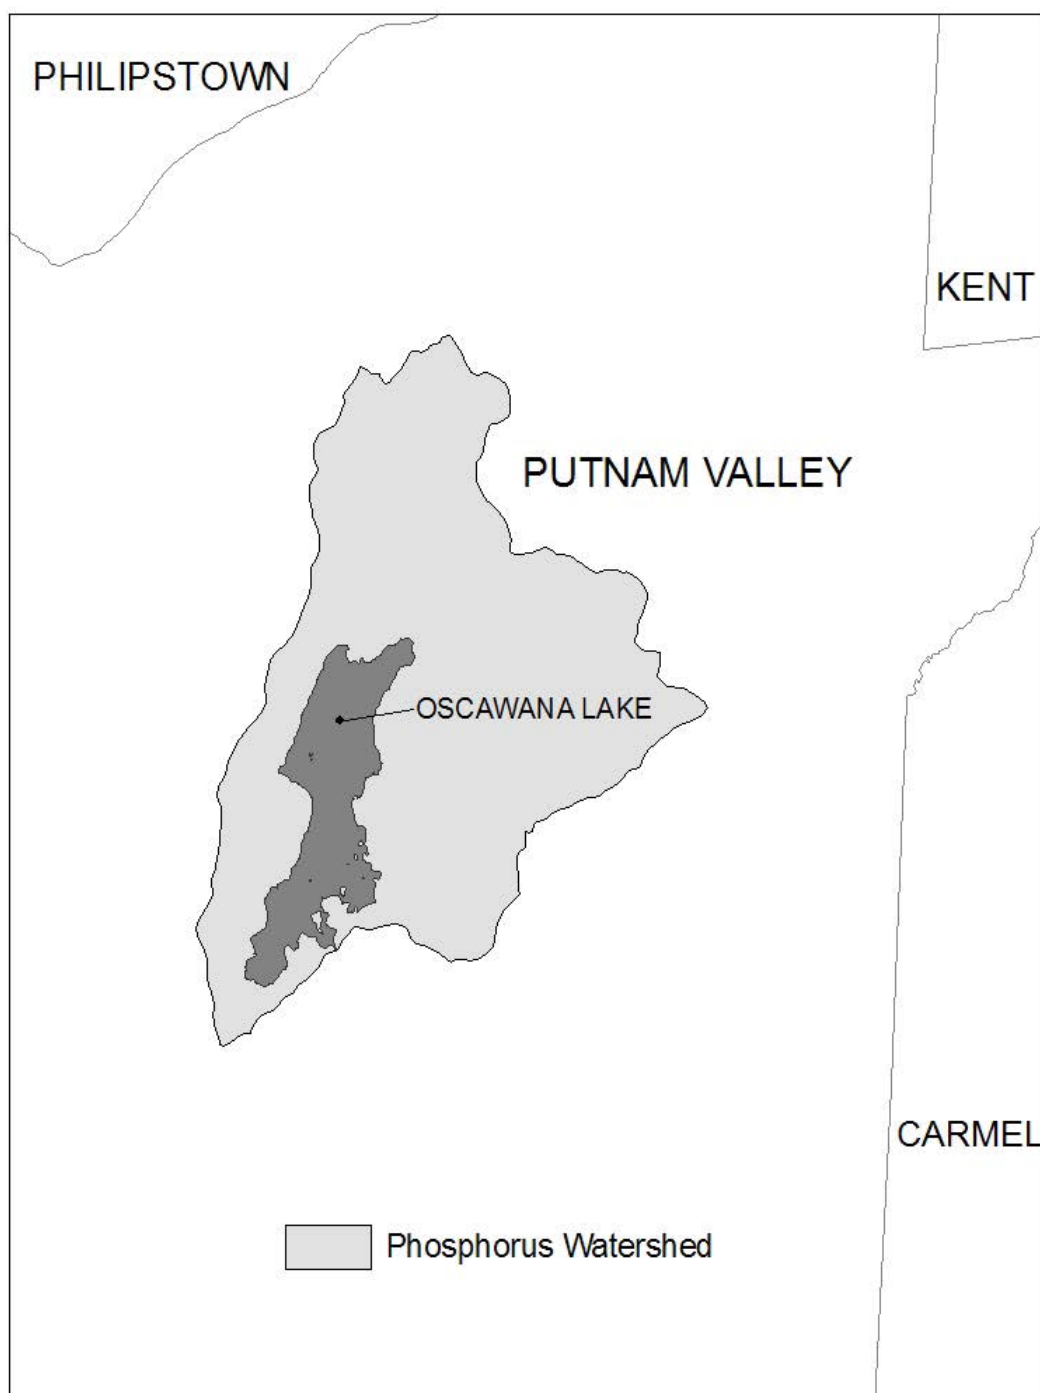 PHILIPSTOWN
KENT
PUTNAM VALLEY
OSCAWANA LAKE
CARMEL
Phosphorus Watershed